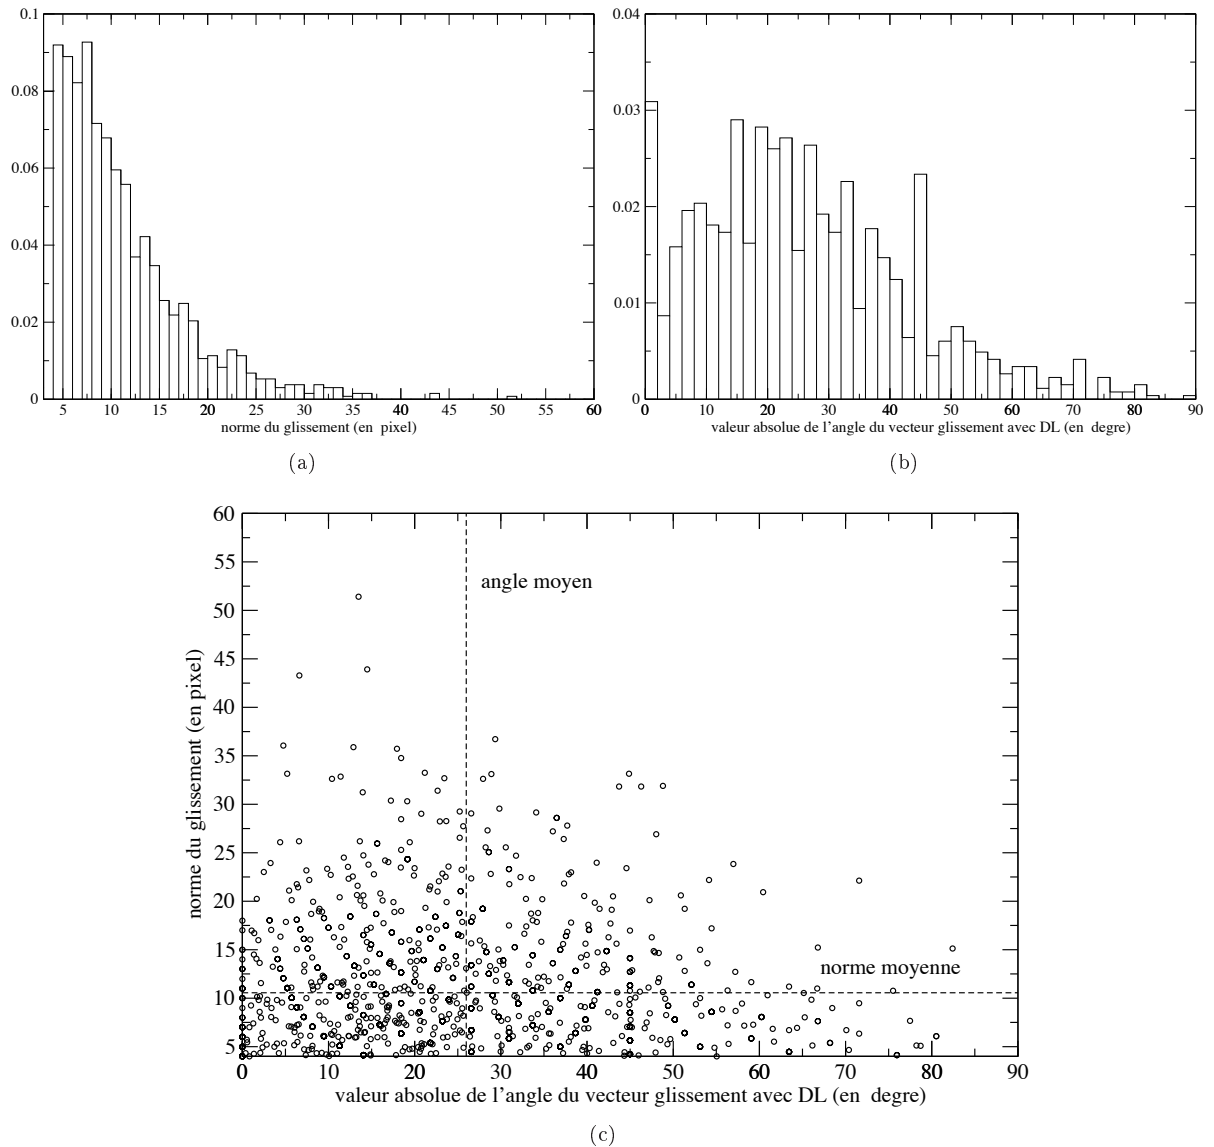 0.1
0.08
0.06
0.04
0.02
0
5 10 15 20 25 30 35 40 45 50 55 60
norme du glissement (en pixel)
(a)
0.04
0.03
0.02
0.01
0
0 10 20 30 40 50 60 70 80 90
valeur absolue de l'angle du vecteur glissement avec DL (en degre)
(b)
60
55
50
45
40
35
30
25
20
15
10
5
norme du glissement (en pixel)
angle moyen
norme moyenne
0 10 20 30 40 50 60 70 80 90
valeur absolue de l'angle du vecteur glissement avec DL (en degre)
(c)